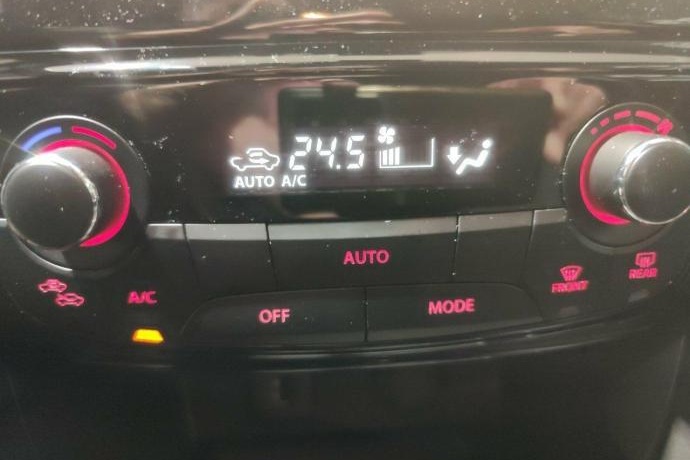 24.5
AUTO A/C
AUTO
A/C
OFF
MODE
FRONT
REAR